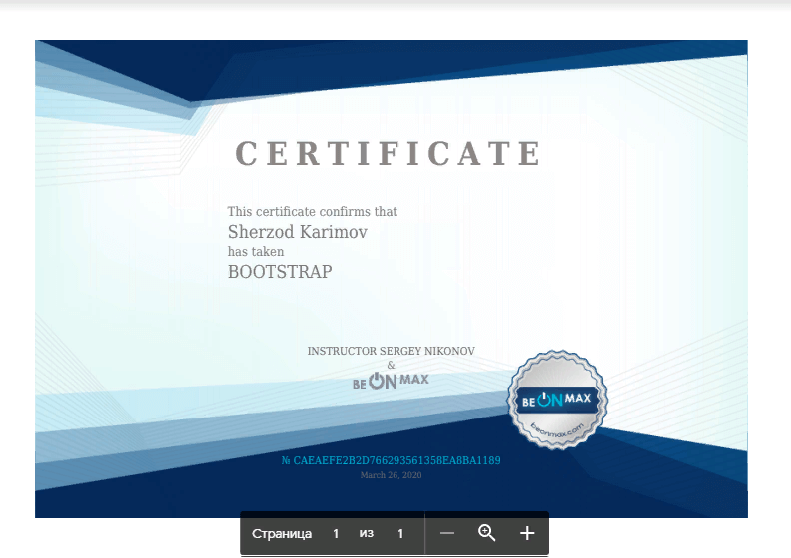 CERTIFICATE
This certificate confirms that
Sherzod Karimov
has taken
BOOTSTRAP
INSTRUCTOR SERGEY NIKONOV
&
BE ON MAX
BE ON MAX
beonmax.com
№ CAEAEFE2B2D766293561358EA8BA1189
March 26, 2020
Страница 1 из 1